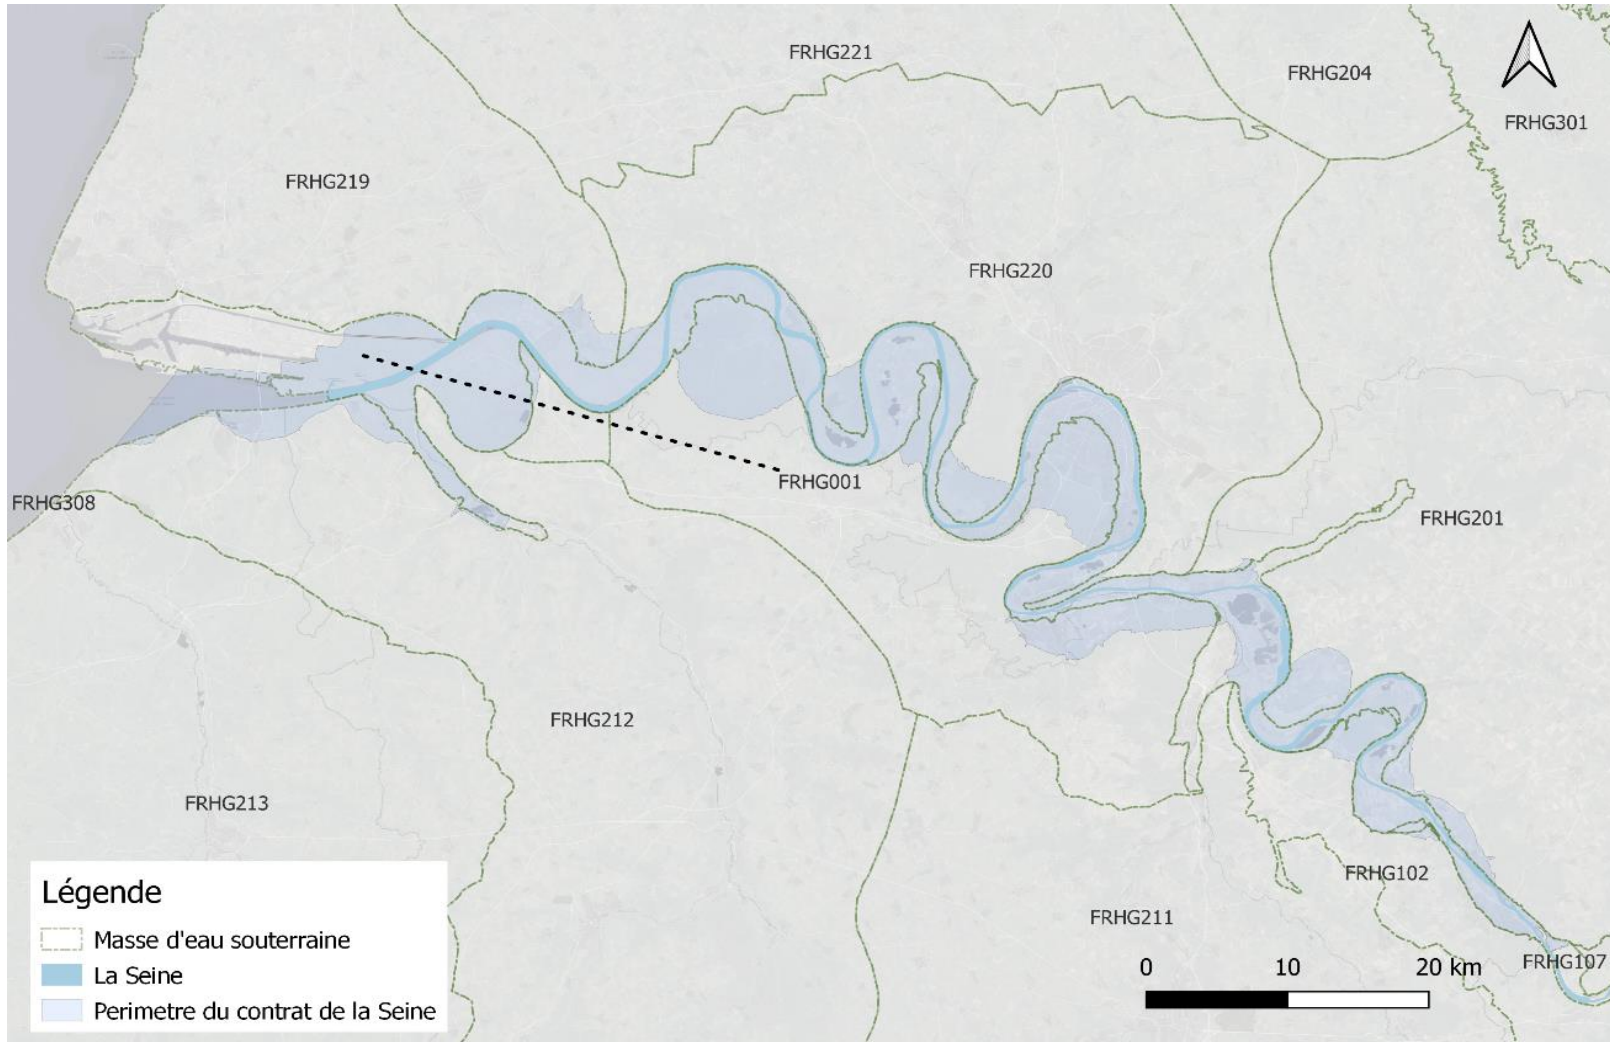 FRHG221
FRHG204
FRHG301
FRHG219
FRHG220
FRHG001
FRHG308
FRHG201
FRHG212
FRHG213
FRHG102
FRHG211
FRHG107
Légende
Masse d'eau souterraine
La Seine
Perimetre du contrat de la Seine
0 10 20 km